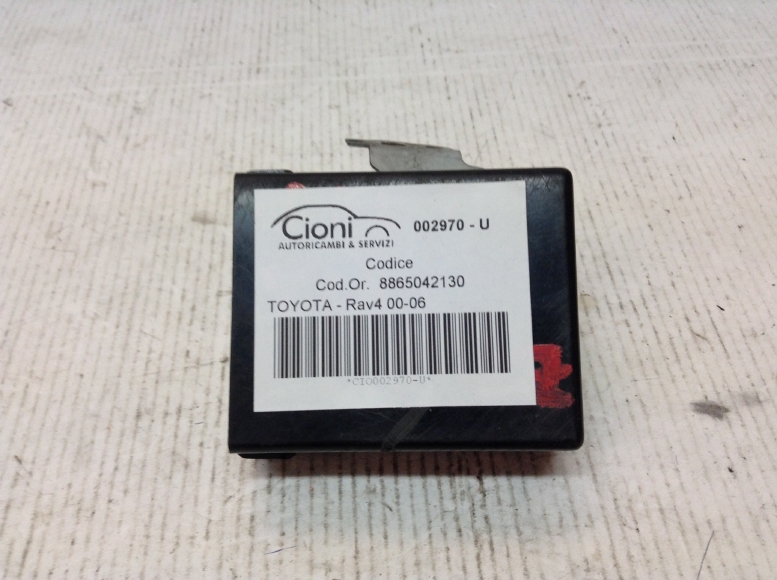 Cioni 002970 - U
AUTORICAMBI & SERVIZI
Codice
Cod.Or. 8865042130
TOYOTA - Rav4 00-06
*CIO002970-U*